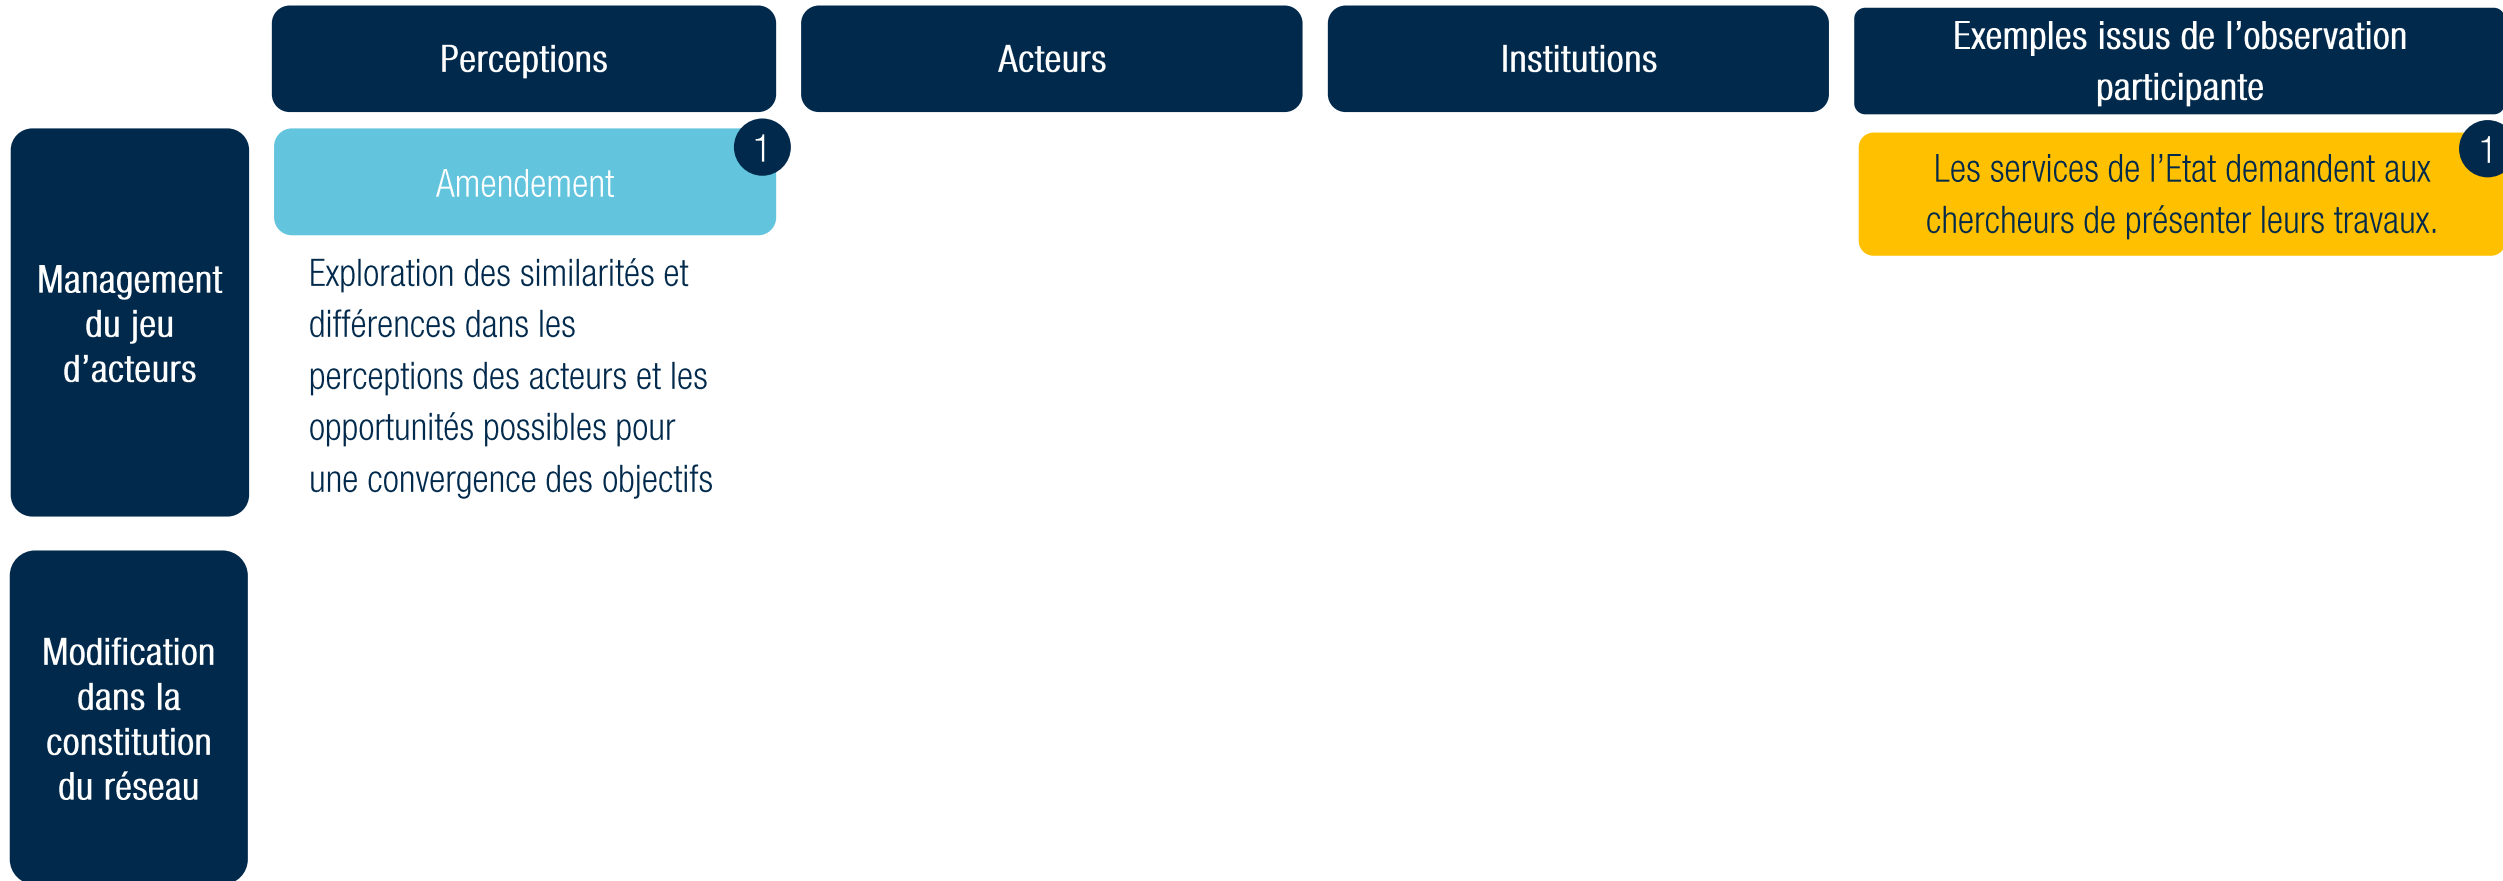 Perceptions
Acteurs
Institutions
Exemples issus de l’observation
participante
Management
du jeu
d’acteurs
Amendement
1
Exploration des similarités et
différences dans les
perceptions des acteurs et les
opportunités possibles pour
une convergence des objectifs
Les services de l’Etat demandent aux
chercheurs de présenter leurs travaux.
1
Modification
dans la
constitution
du réseau